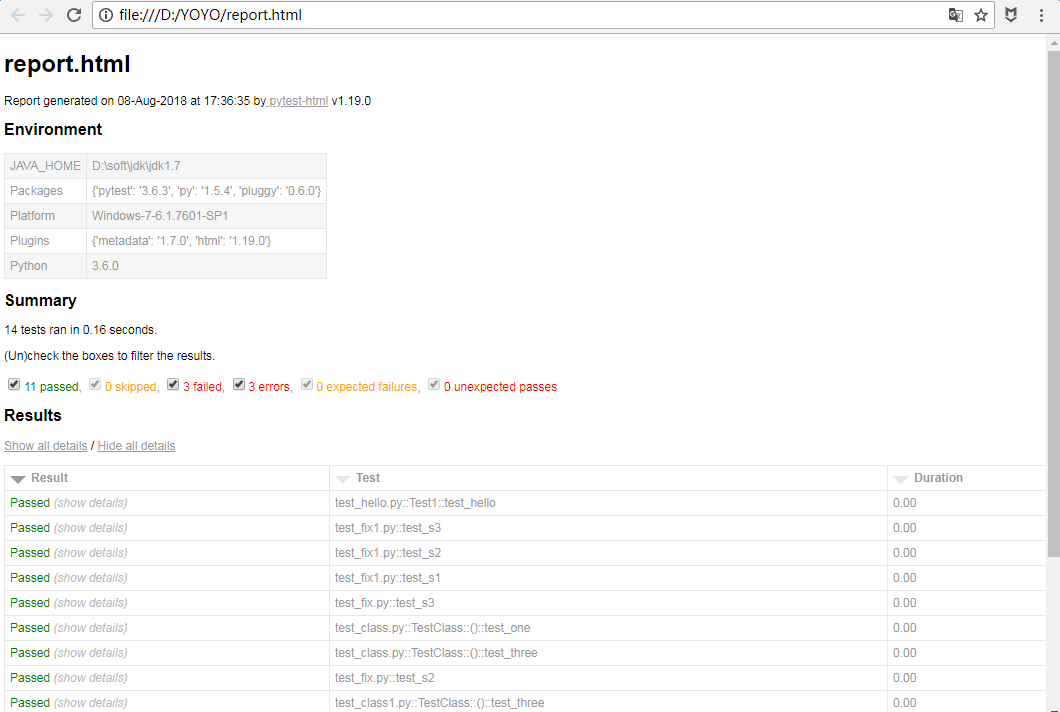 file:///D:/YOYO/report.html
report.html
Report generated on 08-Aug-2018 at 17:36:35 by pytest-html v1.19.0
Environment
JAVA_HOME D:\soft\jdk\jdk1.7
Packages {'pytest': '3.6.3', 'py': '1.5.4', 'pluggy': '0.6.0'}
Platform Windows-7-6.1.7601-SP1
Plugins {'metadata': '1.7.0', 'html': '1.19.0'}
Python 3.6.0
Summary
14 tests ran in 0.16 seconds.
(Un)check the boxes to filter the results.
11 passed, 0 skipped, 3 failed, 3 errors, 0 expected failures, 0 unexpected passes
Results
Show all details / Hide all details
Result Test Duration
Passed (show details) test_hello.py::Test1::test_hello 0.00
Passed (show details) test_fix1.py::test_s3 0.00
Passed (show details) test_fix1.py::test_s2 0.00
Passed (show details) test_fix1.py::test_s1 0.00
Passed (show details) test_fix.py::test_s3 0.00
Passed (show details) test_class.py::TestClass::()::test_one 0.00
Passed (show details) test_class.py::TestClass::()::test_three 0.00
Passed (show details) test_fix.py::test_s2 0.00
Passed (show details) test_class1.py::TestClass::()::test_three 0.00